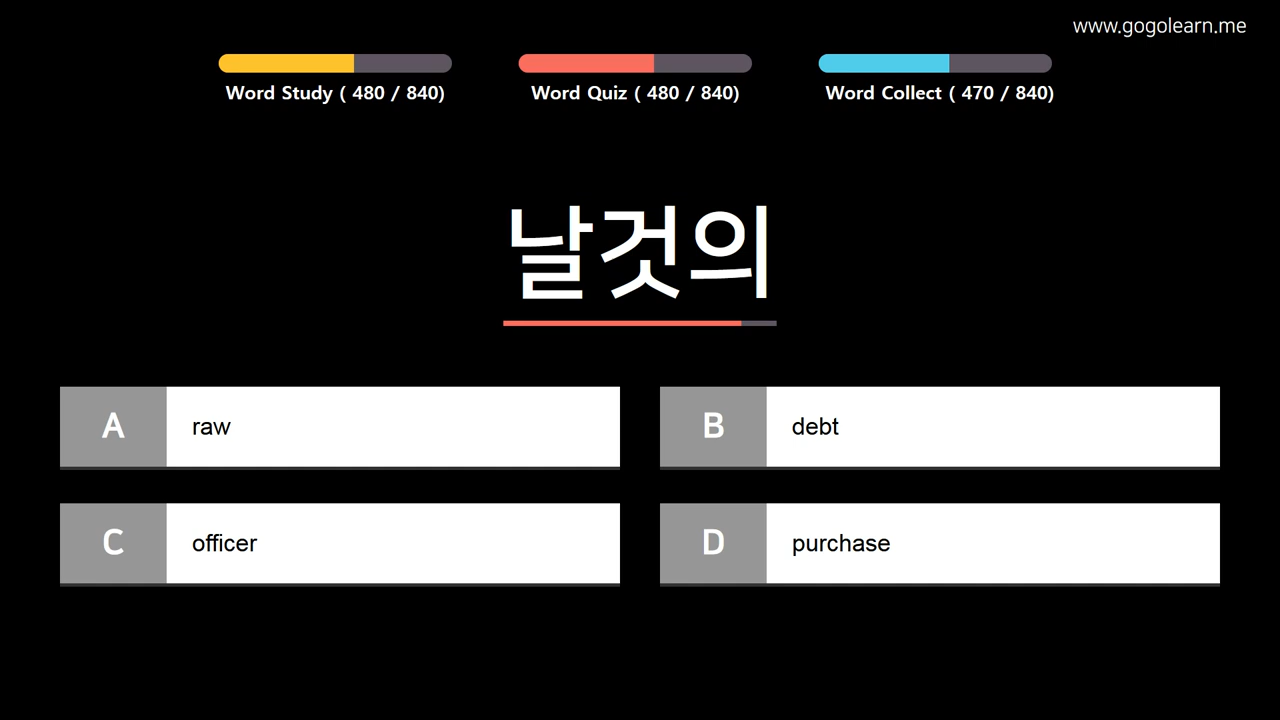 www.gogolearn.me
Word Study ( 480 / 840)
Word Quiz ( 480 / 840)
Word Collect ( 470 / 840)
날것의
A raw
B debt
C officer
D purchase